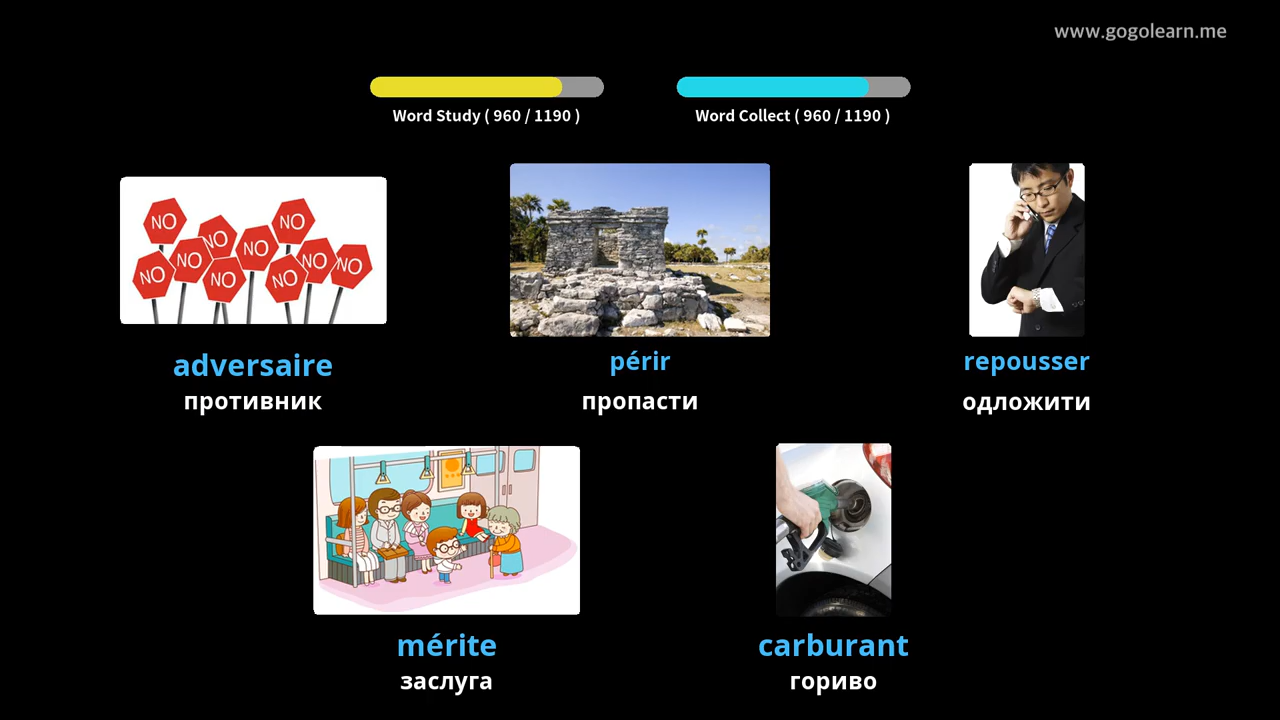 www.gogolearn.me
Word Study ( 960 / 1190 )
Word Collect ( 960 / 1190 )
NO
NO
NO
NO
NO
NO
NO
NO
NO
NO
adversaire
противник
périr
пропасти
repousser
одложити
mérite
заслуга
carburant
гориво